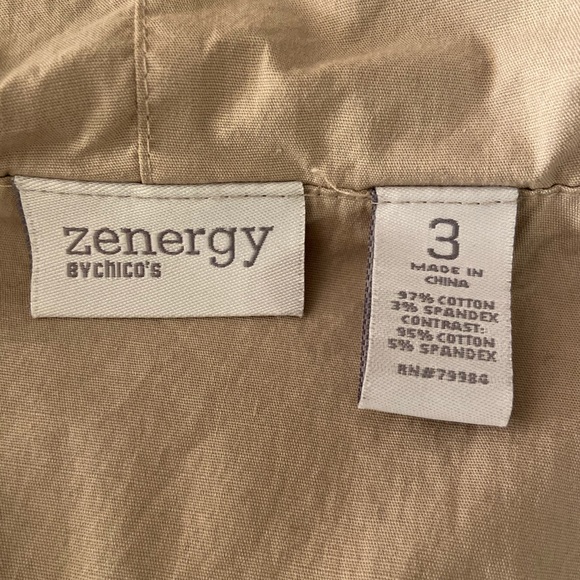 zenergy
BY CHICO'S
3
MADE IN
CHINA
97% COTTON
3% SPANDEX
CONTRAST:
95% COTTON
5% SPANDEX
RN#79984